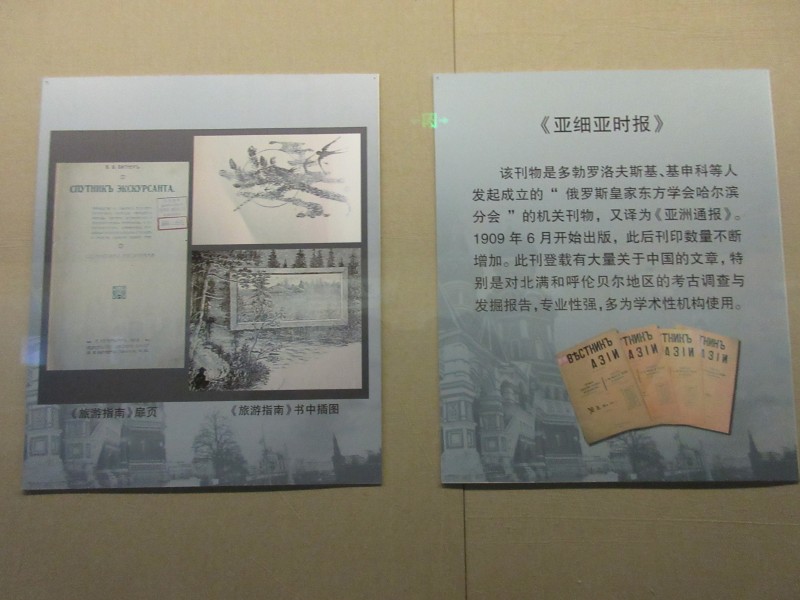 СПУТНИКЪ ЭКСКУРСАНТА.
《旅游指南》扉页
《旅游指南》书中插图
《亚细亚时报》
该刊物是多勃罗洛夫斯基、基申科等人
发起成立的“ 俄罗斯皇家东方学会哈尔滨
分会 ”的机关刊物，又译为《亚洲通报》。
1909 年 6 月开始出版，此后刊印数量不断
增加。此刊登载有大量关于中国的文章，特
别是对北满和呼伦贝尔地区的考古调查与
发掘报告，专业性强，多为学术性机构使用。
ВѢСТНИКЪ
АЗІИ
ТНИКЪ
АЗІИ
ТНИКЪ
АЗІИ
ТНИКЪ
АЗІИ